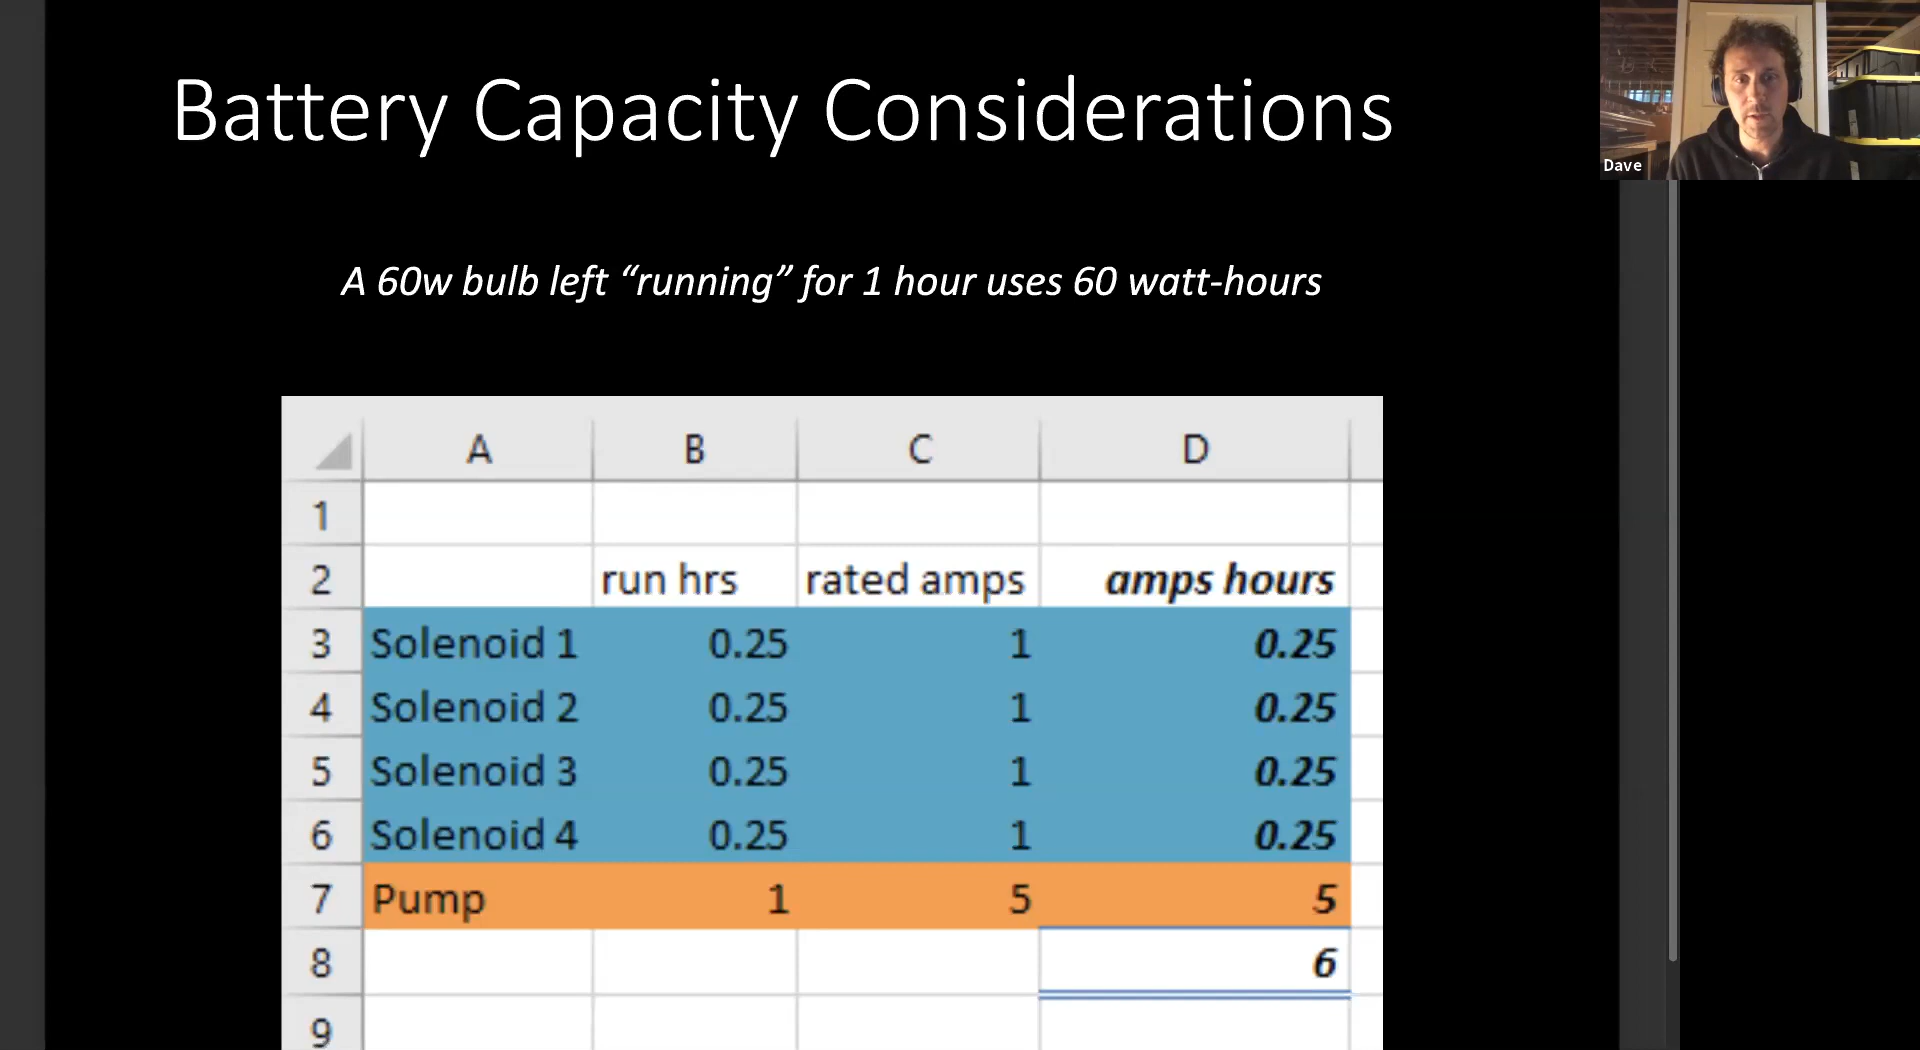 Battery Capacity Considerations
Dave
A 60w bulb left “running” for 1 hour uses 60 watt-hours
A B C D
1
2 run hrs rated amps amps hours
3 Solenoid 1 0.25 1 0.25
4 Solenoid 2 0.25 1 0.25
5 Solenoid 3 0.25 1 0.25
6 Solenoid 4 0.25 1 0.25
7 Pump 1 5 5
8 6
9